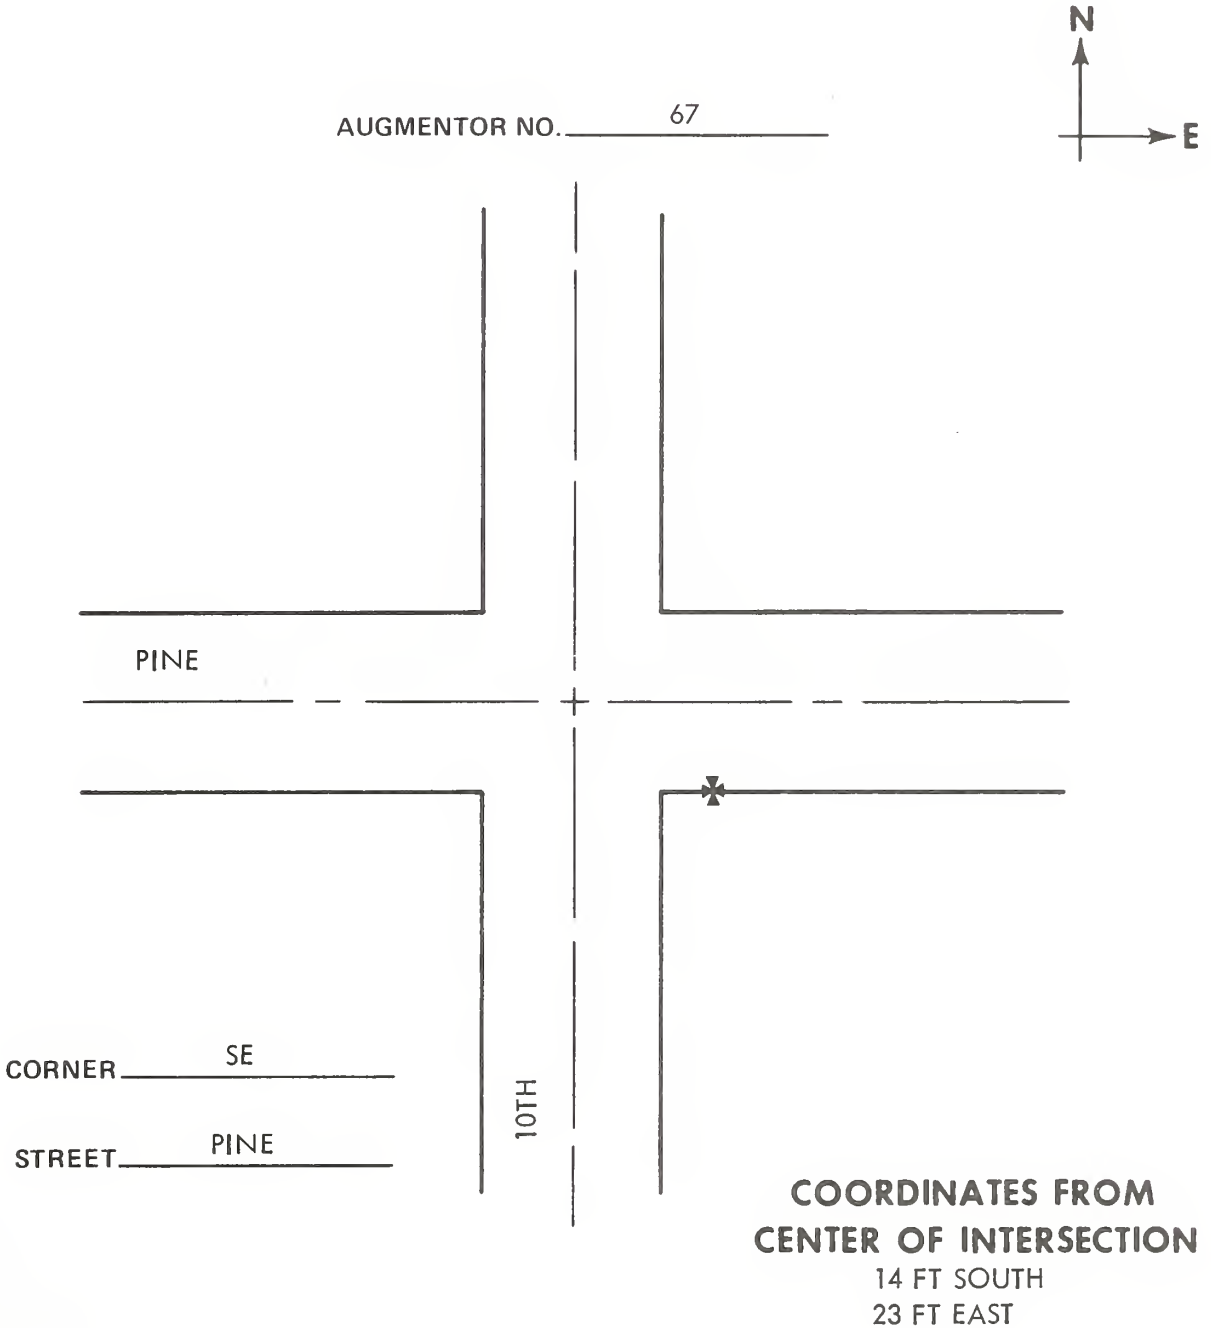 N
AUGMENTOR NO. 67
E
PINE
CORNER SE
10TH
STREET PINE
COORDINATES FROM
CENTER OF INTERSECTION
14 FT SOUTH
23 FT EAST